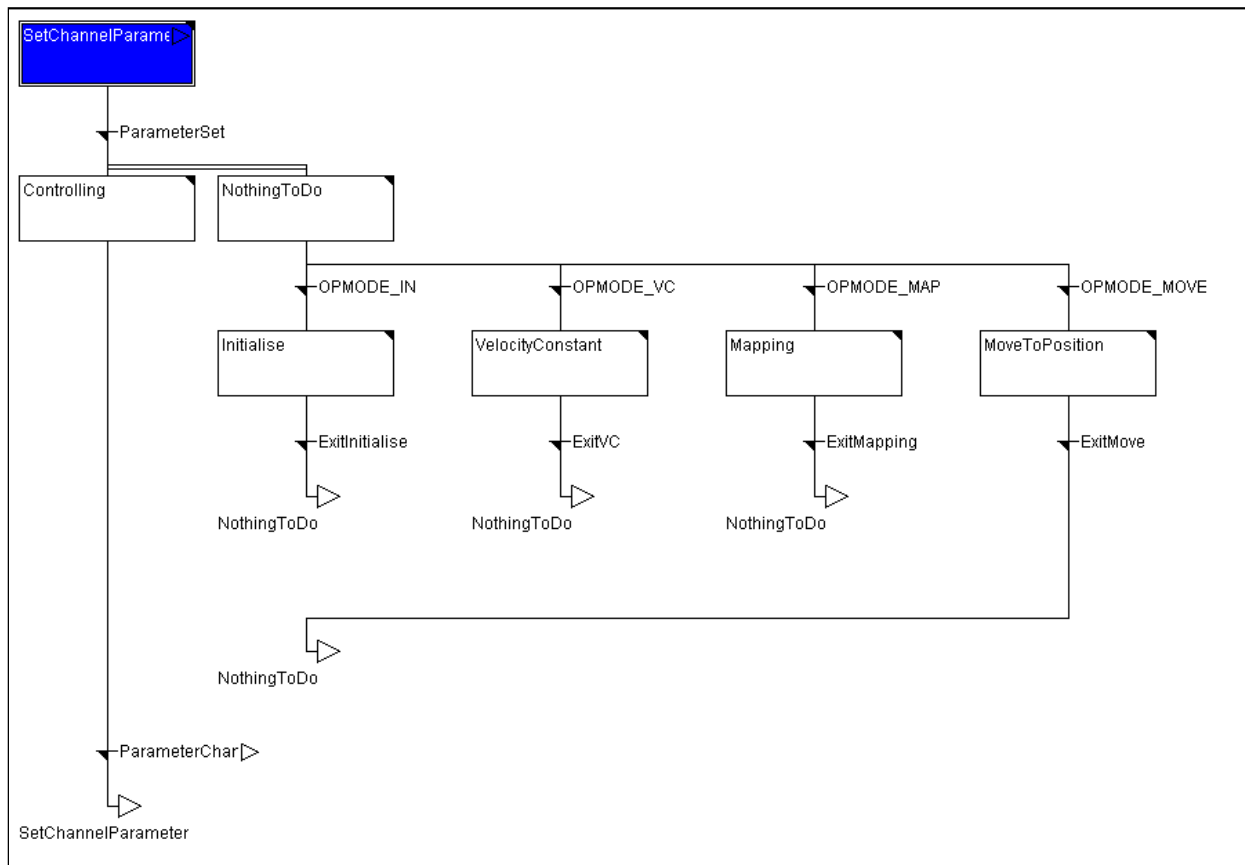 SetChannelParame
ParameterSet
Controlling
NothingToDo
OPMODE_IN
OPMODE_VC
OPMODE_MAP
OPMODE_MOVE
Initialise
VelocityConstant
Mapping
MoveToPosition
ExitInitialise
ExitVC
ExitMapping
ExitMove
NothingToDo
NothingToDo
NothingToDo
NothingToDo
ParameterChar
SetChannelParameter